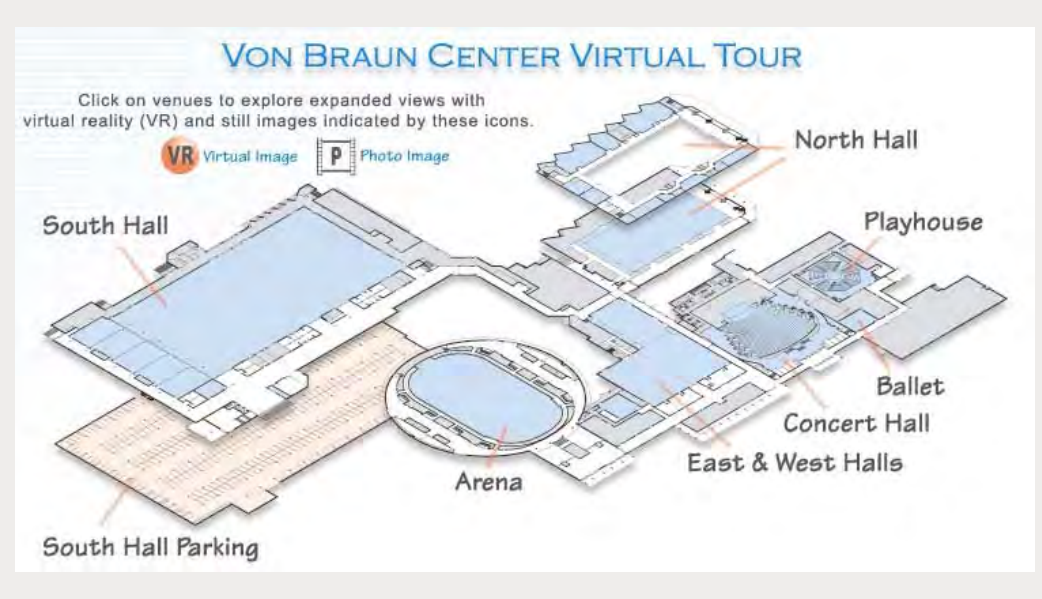 VON BRAUN CENTER VIRTUAL TOUR
Click on venues to explore expanded views with
virtual reality (VR) and still images indicated by these icons.
VR Virtual Image P Photo Image
North Hall
South Hall
Playhouse
Ballet
Concert Hall
East & West Halls
Arena
South Hall Parking